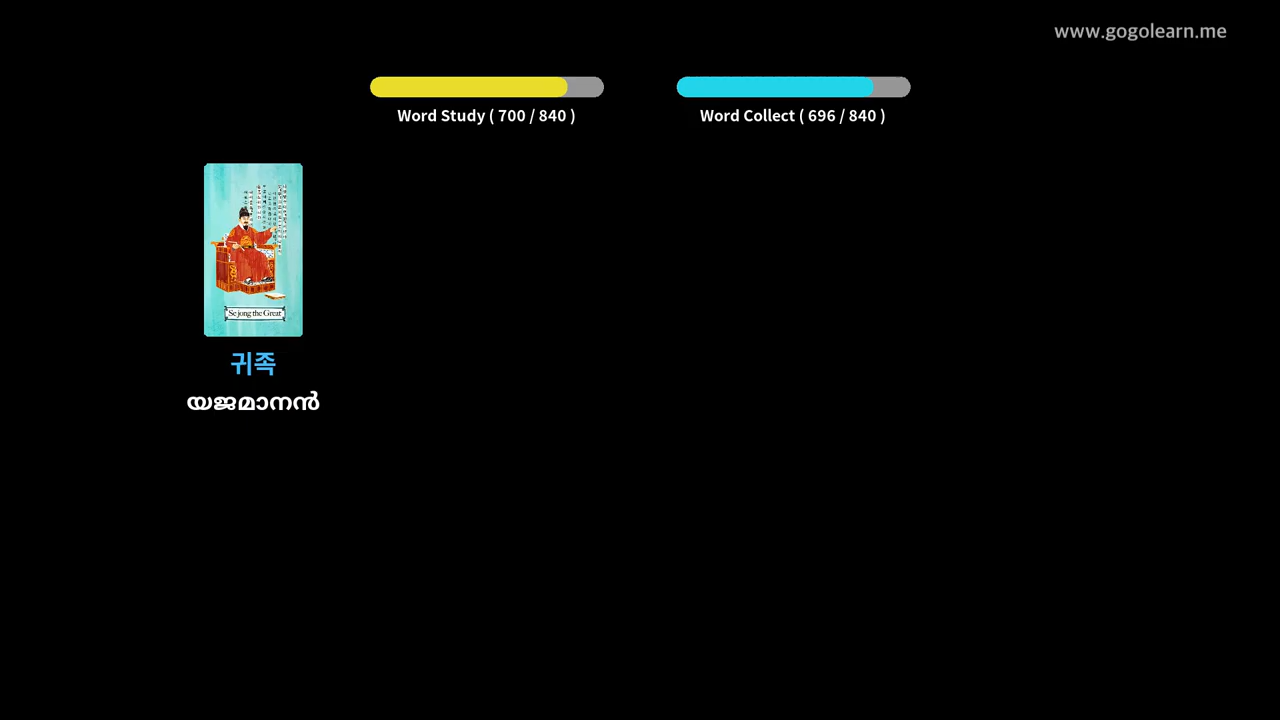 www.gogolearn.me
Word Study ( 700 / 840 )
Word Collect ( 696 / 840 )
Se jong the Great
귀족
യജമാനൻ